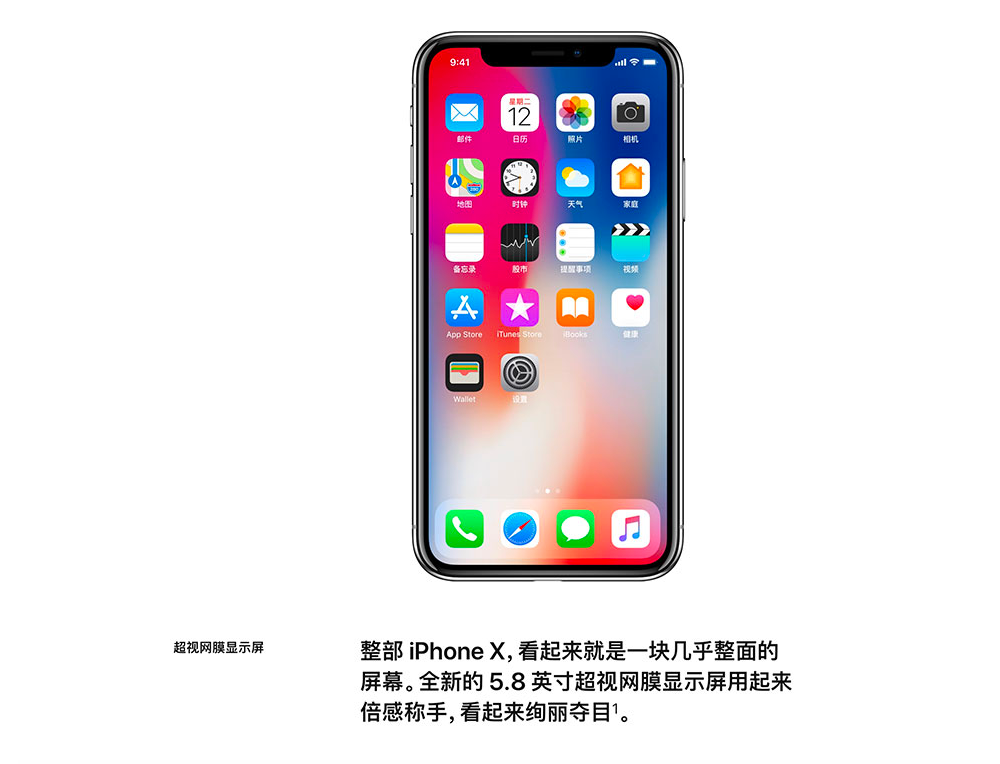 9:41
星期二
12
邮件
日历
照片
相机
280
地图
时钟
天气
家庭
备忘录
股市
提醒事项
视频
App Store
iTunes Store
iBooks
健康
Wallet
设置
超视网膜显示屏
整部 iPhone X，看起来就是一块几乎整面的
屏幕。全新的 5.8 英寸超视网膜显示屏用起来
倍感称手，看起来绚丽夺目¹。